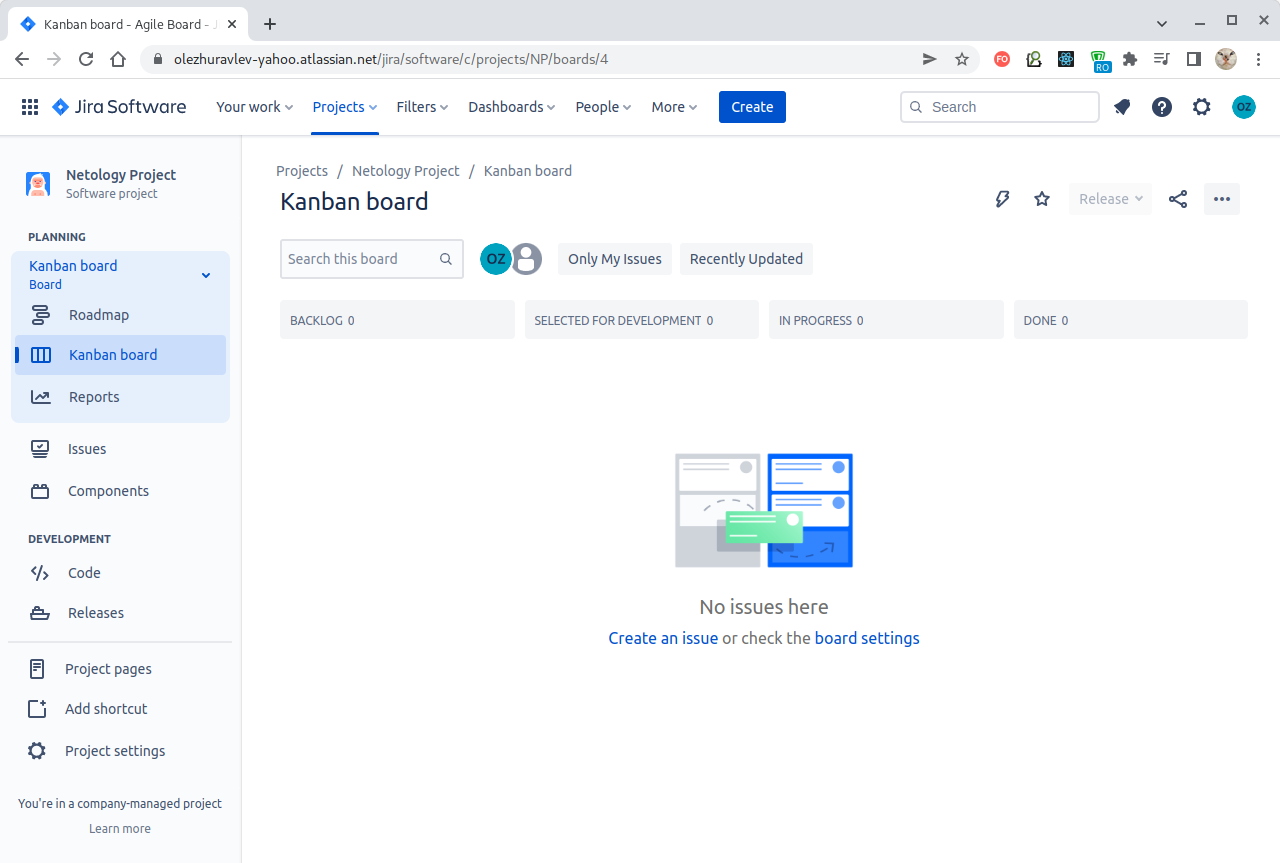 Kanban board - Agile Board - J
olezhuravlev-yahoo.atlassian.net/jira/software/c/projects/NP/boards/4
FO
RO
Jira Software
Your work
Projects
Filters
Dashboards
People
More
Create
Search
OZ
Netology Project
Software project
PLANNING
Kanban board
Board
Roadmap
Kanban board
Reports
Issues
Components
DEVELOPMENT
Code
Releases
Project pages
Add shortcut
Project settings
You're in a company-managed project
Learn more
Projects / Netology Project / Kanban board
Kanban board
Release
Search this board
OZ
Only My Issues
Recently Updated
BACKLOG 0
SELECTED FOR DEVELOPMENT 0
IN PROGRESS 0
DONE 0
No issues here
Create an issue or check the board settings